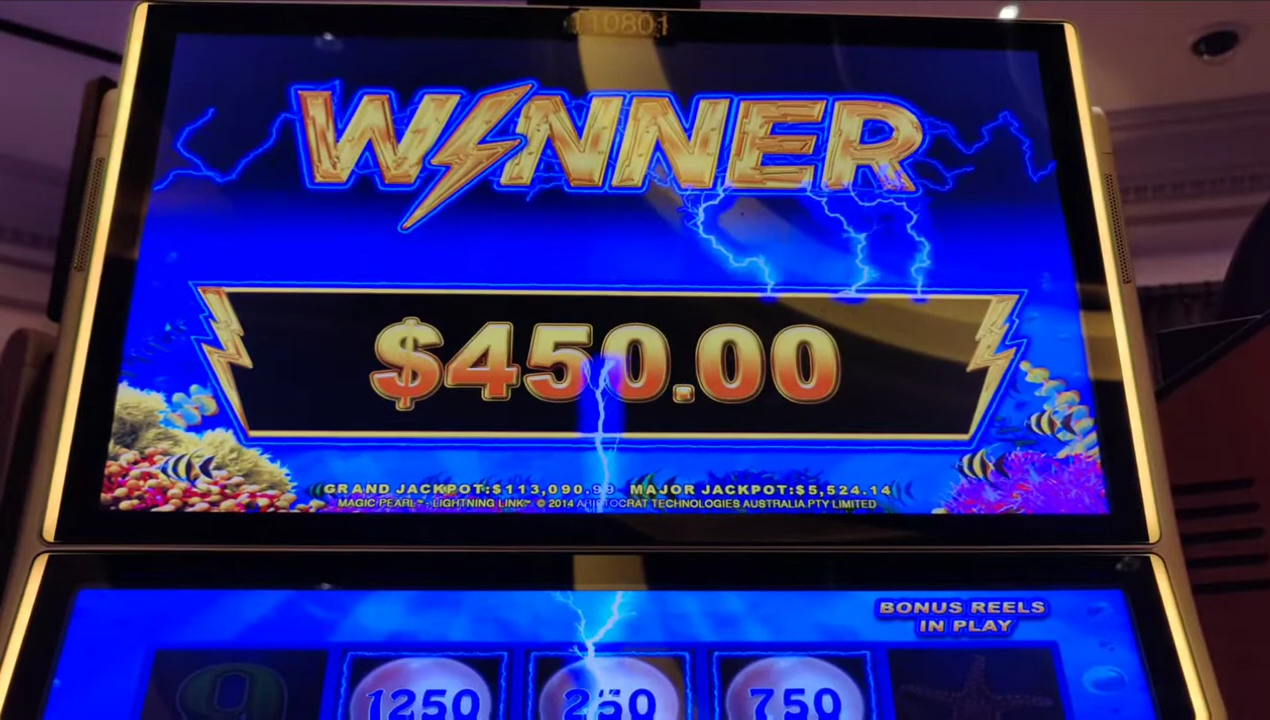 110801
WINNER
$450.00
GRAND JACKPOT:$113,090.99 MAJOR JACKPOT:$5,524.14
MAGIC PEARL™, LIGHTNING LINK™ © 2014 ARISTOCRAT TECHNOLOGIES AUSTRALIA PTY LIMITED
BONUS REELS
IN PLAY
9 1250 250 750